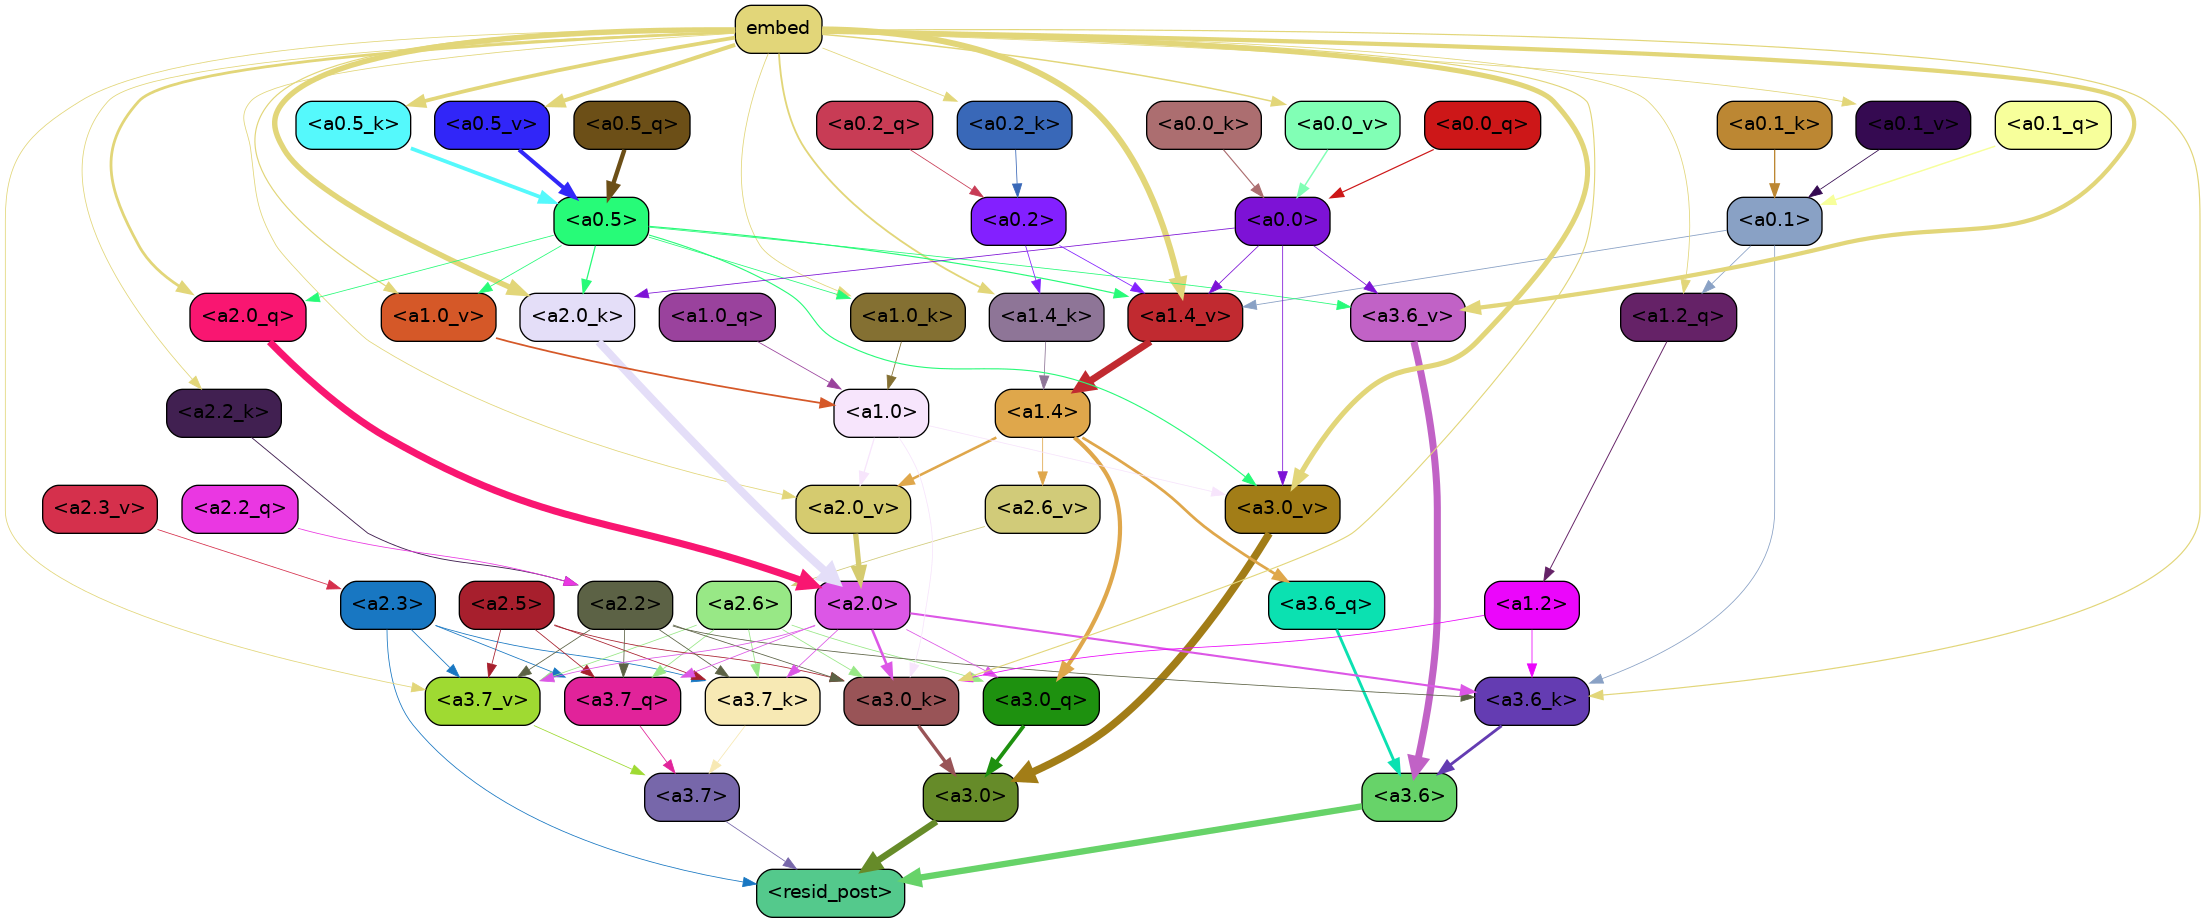 embed
<a0.5_k> <a0.5_v> <a0.5_q> <a0.2_q> <a0.2_k> <a0.0_k> <a0.0_v> <a0.0_q> <a0.1_k> <a0.1_v> <a0.1_q>
<a0.5> <a0.2> <a0.0> <a0.1>
<a2.0_q> <a1.0_v> <a2.0_k> <a1.0_q> <a1.0_k> <a1.4_k> <a1.4_v> <a3.6_v> <a1.2_q>
<a2.2_k> <a1.0> <a1.4>
<a2.3_v> <a2.2_q> <a2.0_v> <a2.6_v> <a3.0_v>
<a2.3> <a2.5> <a2.2> <a2.6> <a2.0> <a3.6_q> <a1.2>
<a3.7_v> <a3.7_q> <a3.7_k> <a3.0_k> <a3.0_q> <a3.6_k>
<a3.7> <a3.0> <a3.6>
<resid_post>